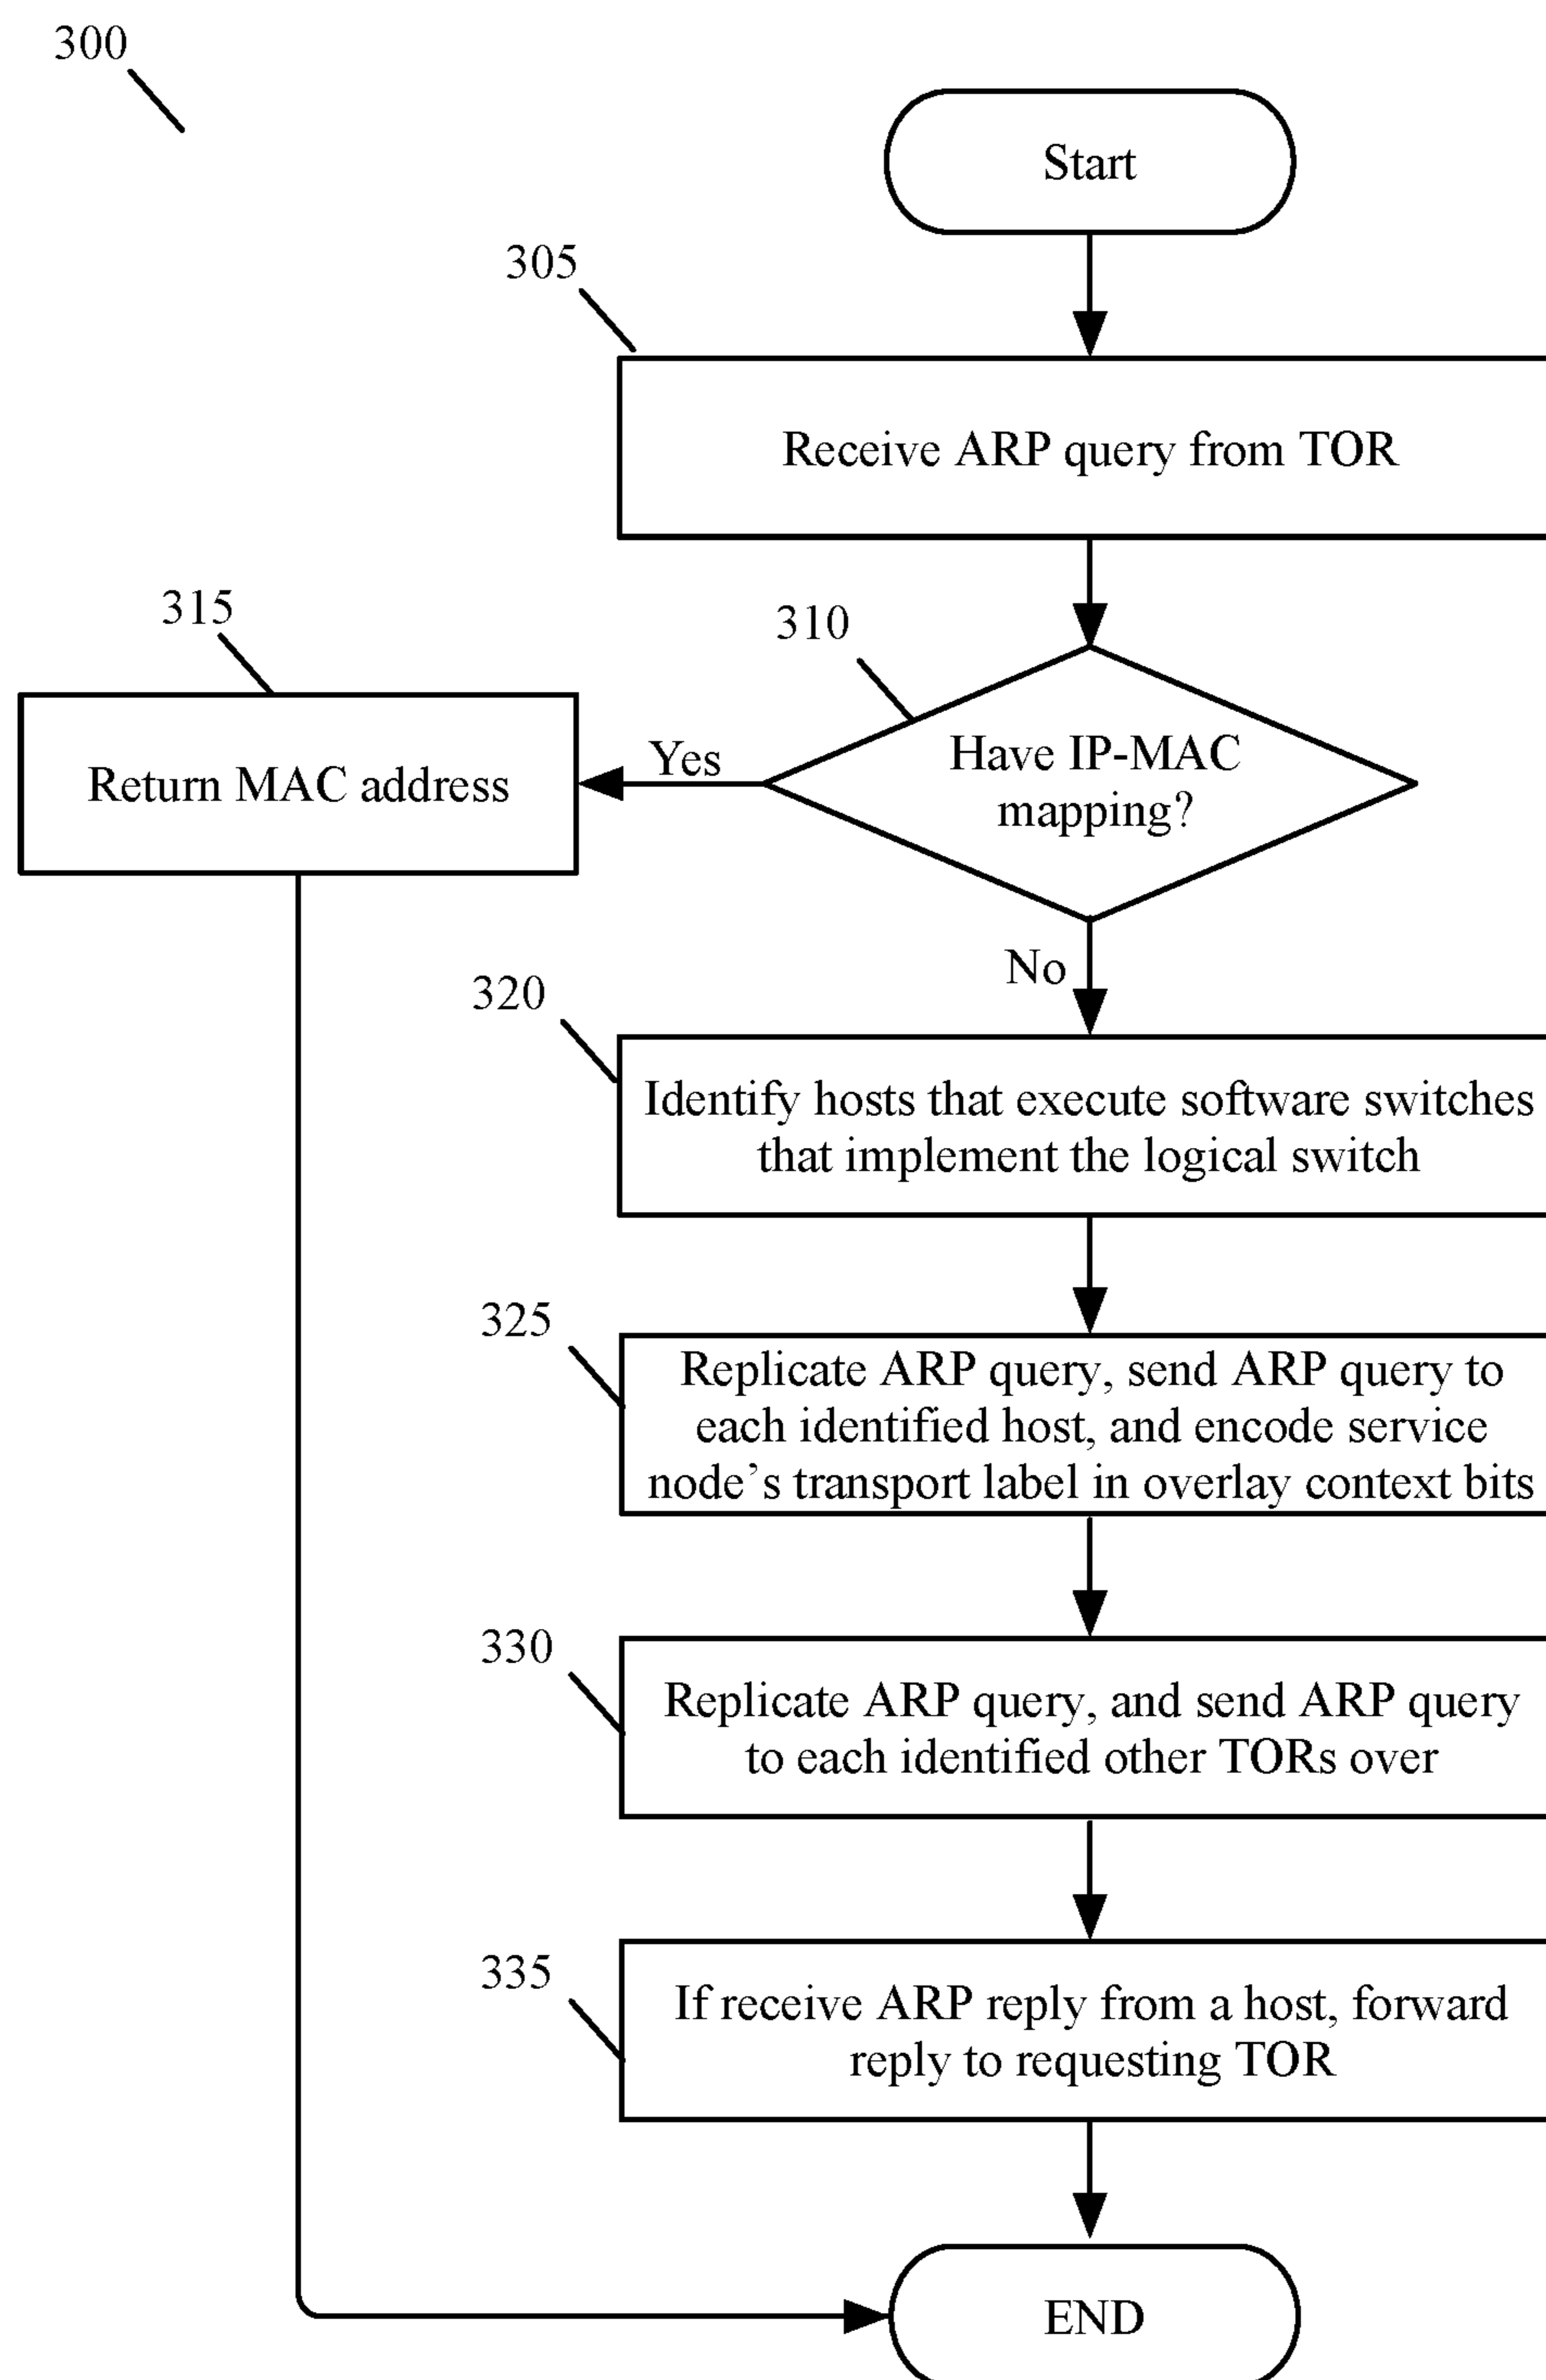 300
Start
305
Receive ARP query from TOR
315
310
Return MAC address
Yes
Have IP-MAC
mapping?
No
320
Identify hosts that execute software switches
that implement the logical switch
325
Replicate ARP query, send ARP query to
each identified host, and encode service
node’s transport label in overlay context bits
330
Replicate ARP query, and send ARP query
to each identified other TORs over
335
If receive ARP reply from a host, forward
reply to requesting TOR
END